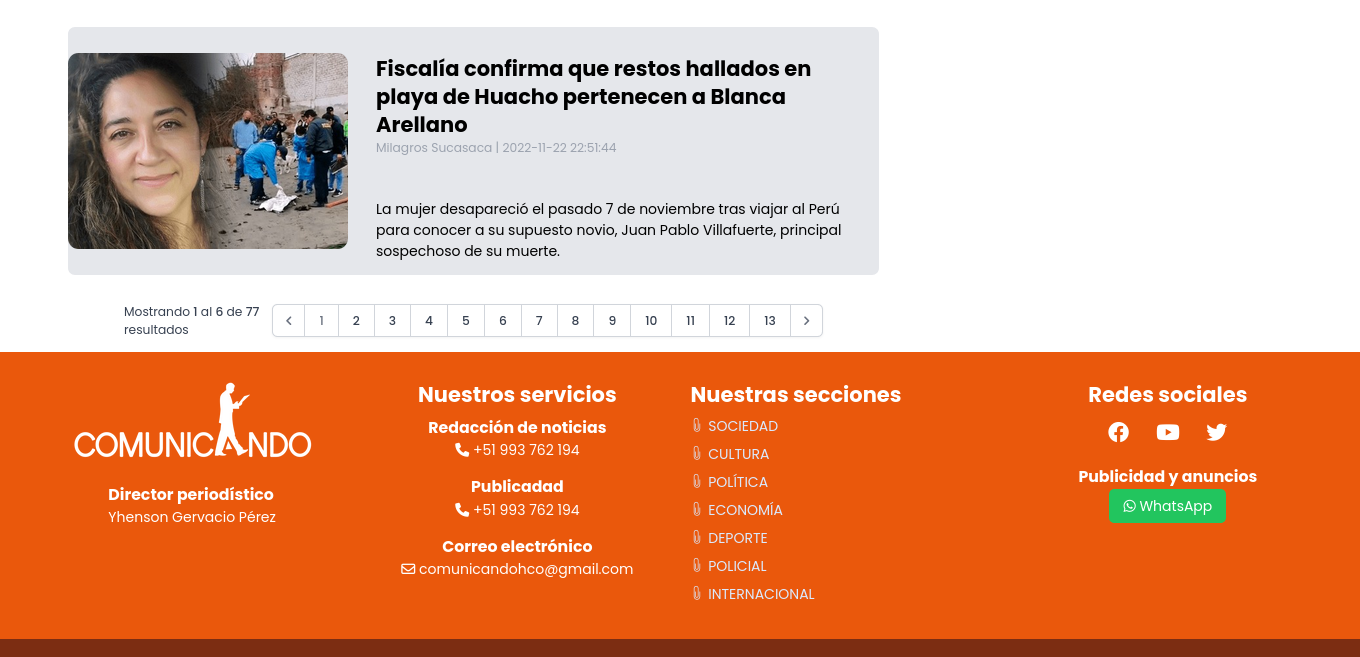 Fiscalía confirma que restos hallados en
playa de Huacho pertenecen a Blanca
Arellano
Milagros Sucasaca | 2022-11-22 22:51:44
La mujer desapareció el pasado 7 de noviembre tras viajar al Perú
para conocer a su supuesto novio, Juan Pablo Villafuerte, principal
sospechoso de su muerte.
Mostrando 1 al 6 de 77
resultados
1 2 3 4 5 6 7 8 9 10 11 12 13
COMUNICANDO
Director periodístico
Yhenson Gervacio Pérez
Nuestros servicios
Redacción de noticias
+51 993 762 194
Publicadad
+51 993 762 194
Correo electrónico
comunicandohco@gmail.com
Nuestras secciones
SOCIEDAD
CULTURA
POLÍTICA
ECONOMÍA
DEPORTE
POLICIAL
INTERNACIONAL
Redes sociales
Publicidad y anuncios
WhatsApp